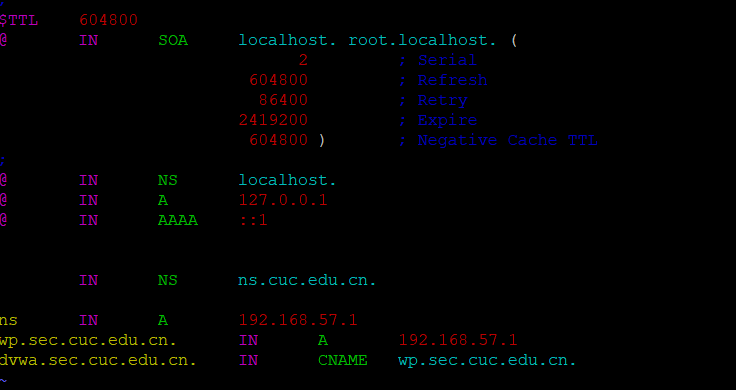 ;
$TTL 604800
@ IN SOA localhost. root.localhost. (
2 ; Serial
604800 ; Refresh
86400 ; Retry
2419200 ; Expire
604800 ) ; Negative Cache TTL
;
@ IN NS localhost.
@ IN A 127.0.0.1
@ IN AAAA ::1
IN NS ns.cuc.edu.cn.
ns IN A 192.168.57.1
wp.sec.cuc.edu.cn. IN A 192.168.57.1
dvwa.sec.cuc.edu.cn. IN CNAME wp.sec.cuc.edu.cn.
~